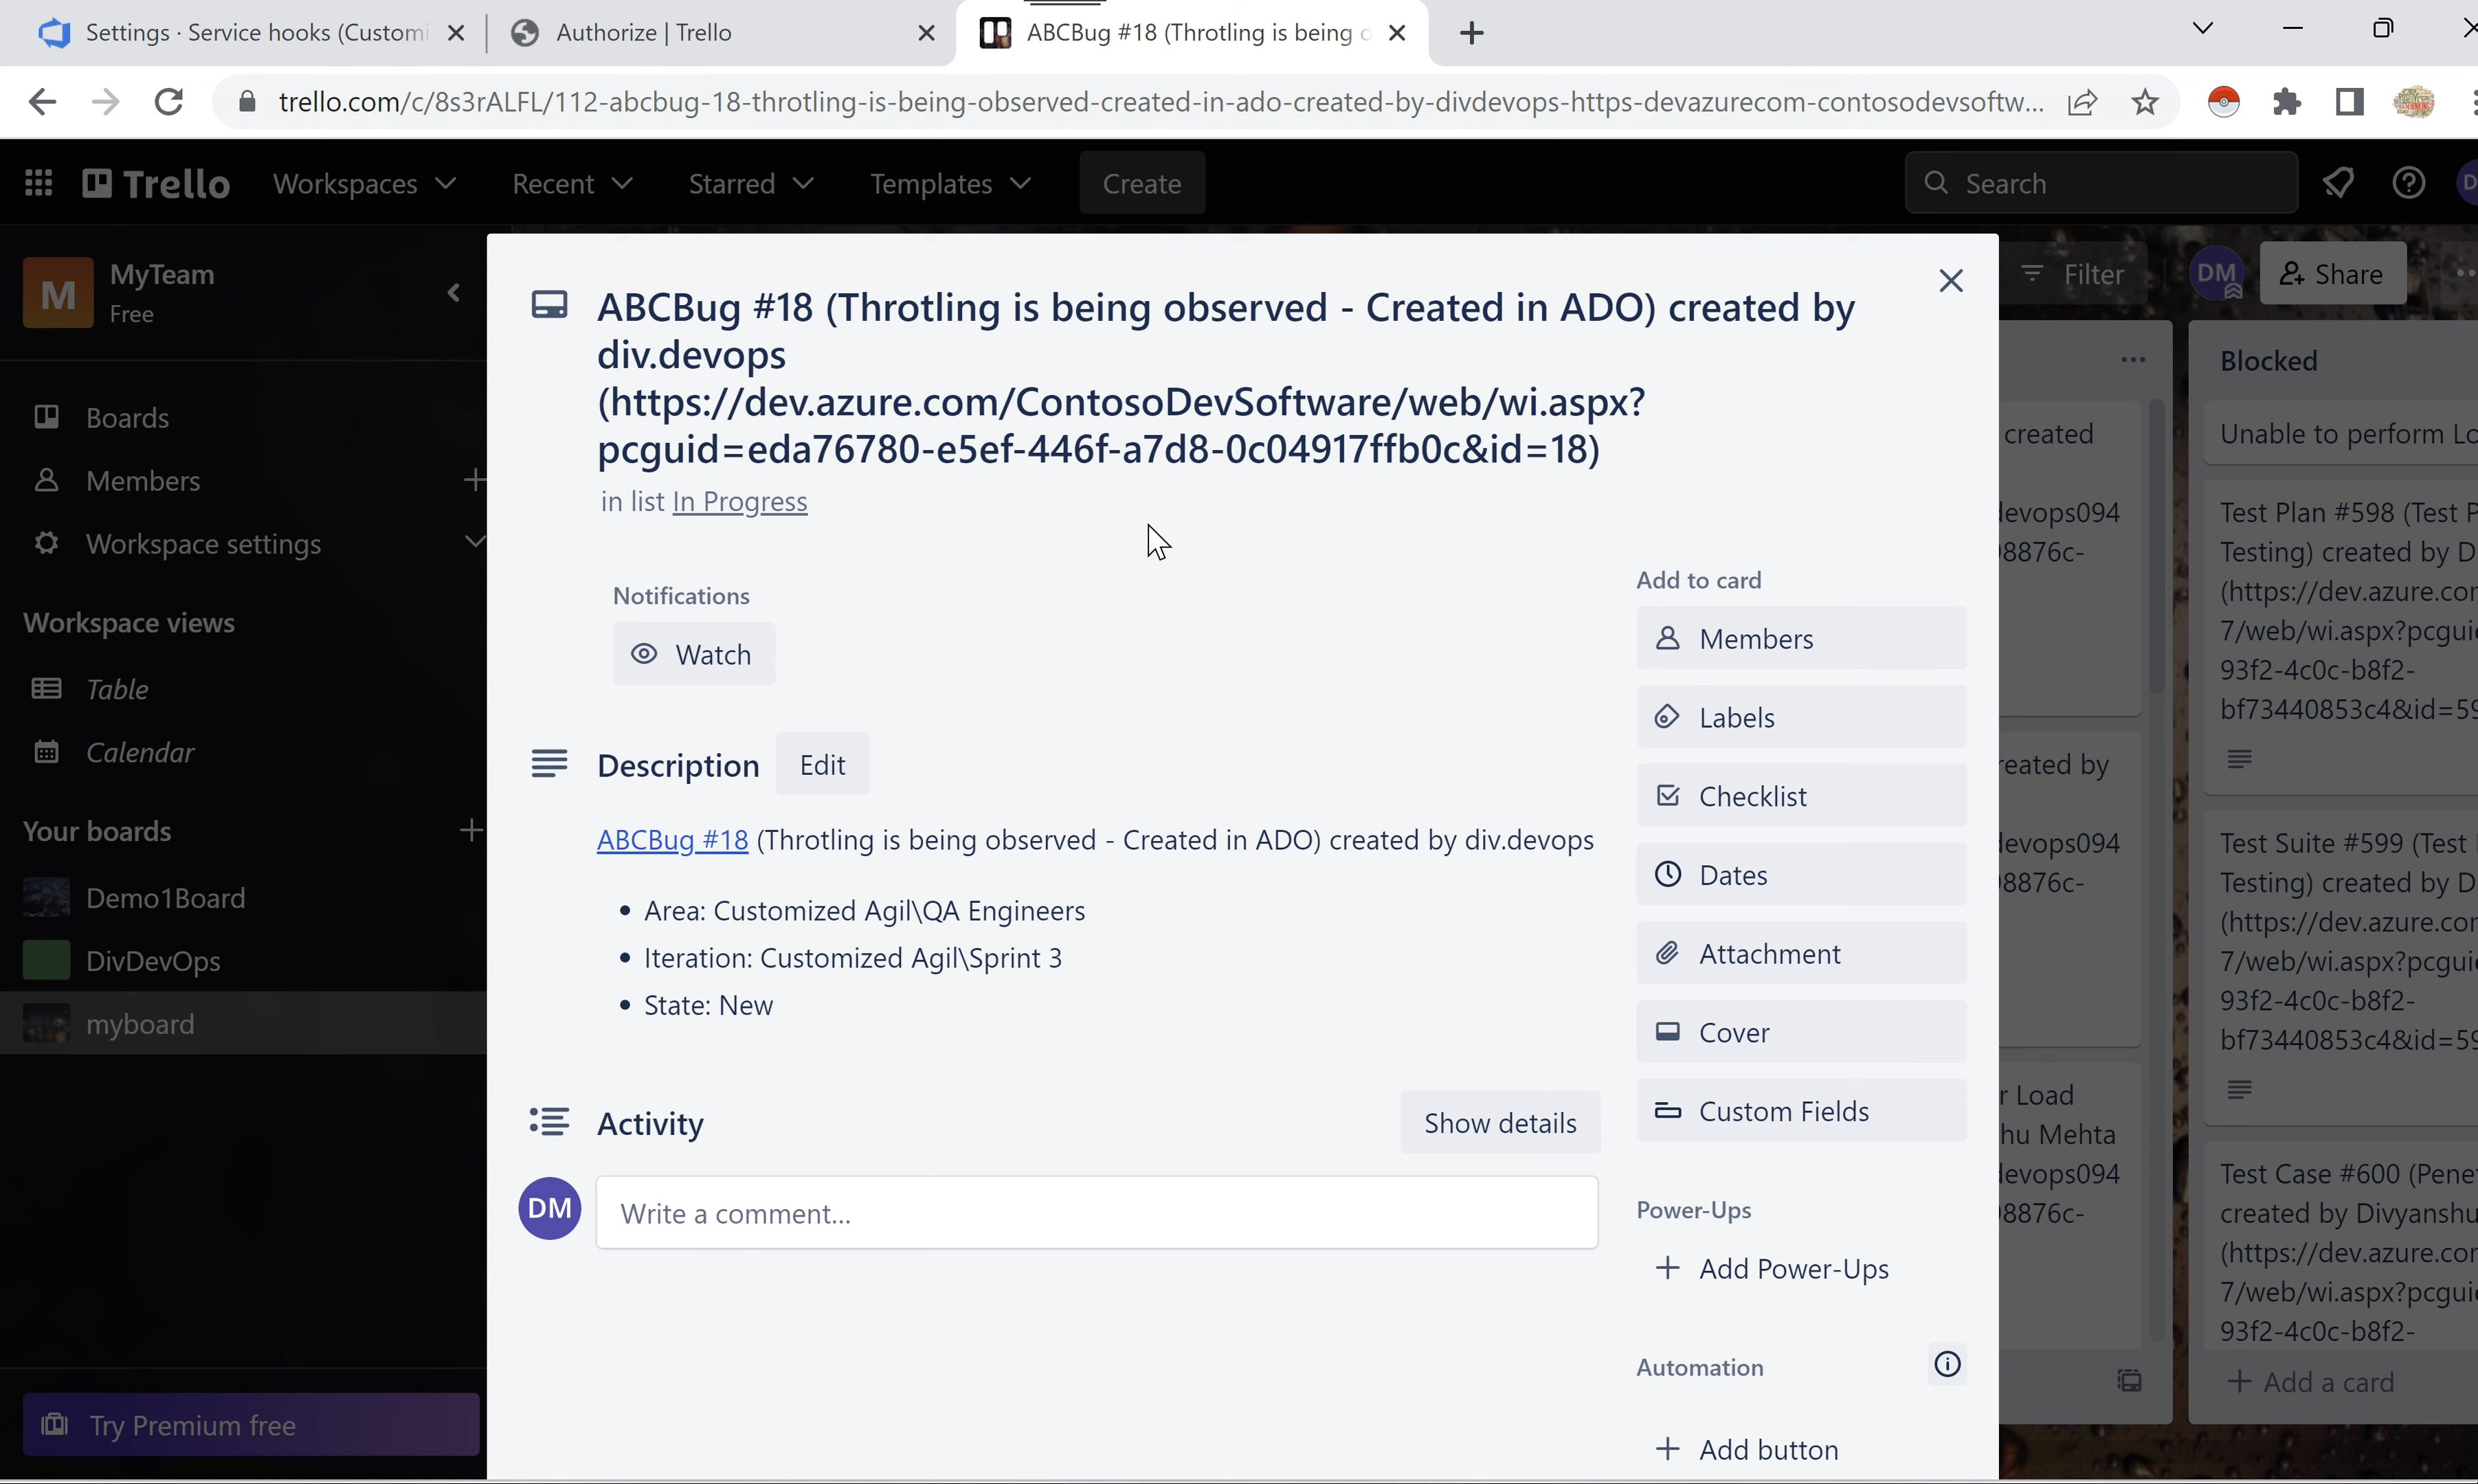 Settings · Service hooks (Customi
Authorize | Trello
ABCBug #18 (Throtling is being o
trello.com/c/8s3rALFL/112-abcbug-18-throtling-is-being-observed-created-in-ado-created-by-divdevops-https-devazurecom-contosodevsoftw...
Trello
Workspaces
Recent
Starred
Templates
Create
Search
D
M
MyTeam
Free
Boards
Members
Workspace settings
Workspace views
Table
Calendar
Your boards
Demo1Board
DivDevOps
myboard
Try Premium free
ABCBug #18 (Throtling is being observed - Created in ADO) created by
div.devops
(https://dev.azure.com/ContosoDevSoftware/web/wi.aspx?
pcguid=eda76780-e5ef-446f-a7d8-0c04917ffb0c&id=18)
in list In Progress
Notifications
Watch
Description
Edit
ABCBug #18 (Throtling is being observed - Created in ADO) created by div.devops
• Area: Customized Agil\QA Engineers
• Iteration: Customized Agil\Sprint 3
• State: New
Activity
Show details
DM
Write a comment...
Add to card
Members
Labels
Checklist
Dates
Attachment
Cover
Custom Fields
Power-Ups
Add Power-Ups
Automation
Add button
Filter
DM
Share
created
devops094
98876c-
reated by
devops094
98876c-
r Load
hu Mehta
devops094
98876c-
Blocked
Unable to perform Lo
Test Plan #598 (Test P
Testing) created by D
(https://dev.azure.com
7/web/wi.aspx?pcgui
93f2-4c0c-b8f2-
bf73440853c4&id=59
Test Suite #599 (Test
Testing) created by D
(https://dev.azure.com
7/web/wi.aspx?pcgui
93f2-4c0c-b8f2-
bf73440853c4&id=59
Test Case #600 (Pene
created by Divyanshu
(https://dev.azure.com
7/web/wi.aspx?pcgui
93f2-4c0c-b8f2-
Add a card